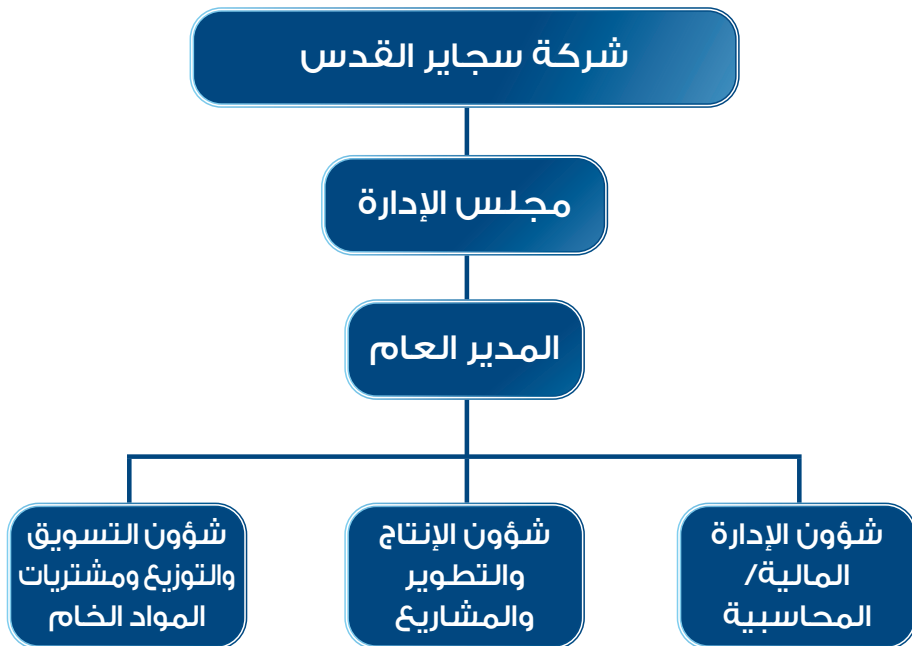 شركة سجاير القدس
مجلس الإدارة
المدير العام
شؤون الإدارة
المالية/
المحاسبية
شؤون الإنتاج
والتطوير
والمشاريع
شؤون التسويق
والتوزيع ومشتريات
المواد الخام